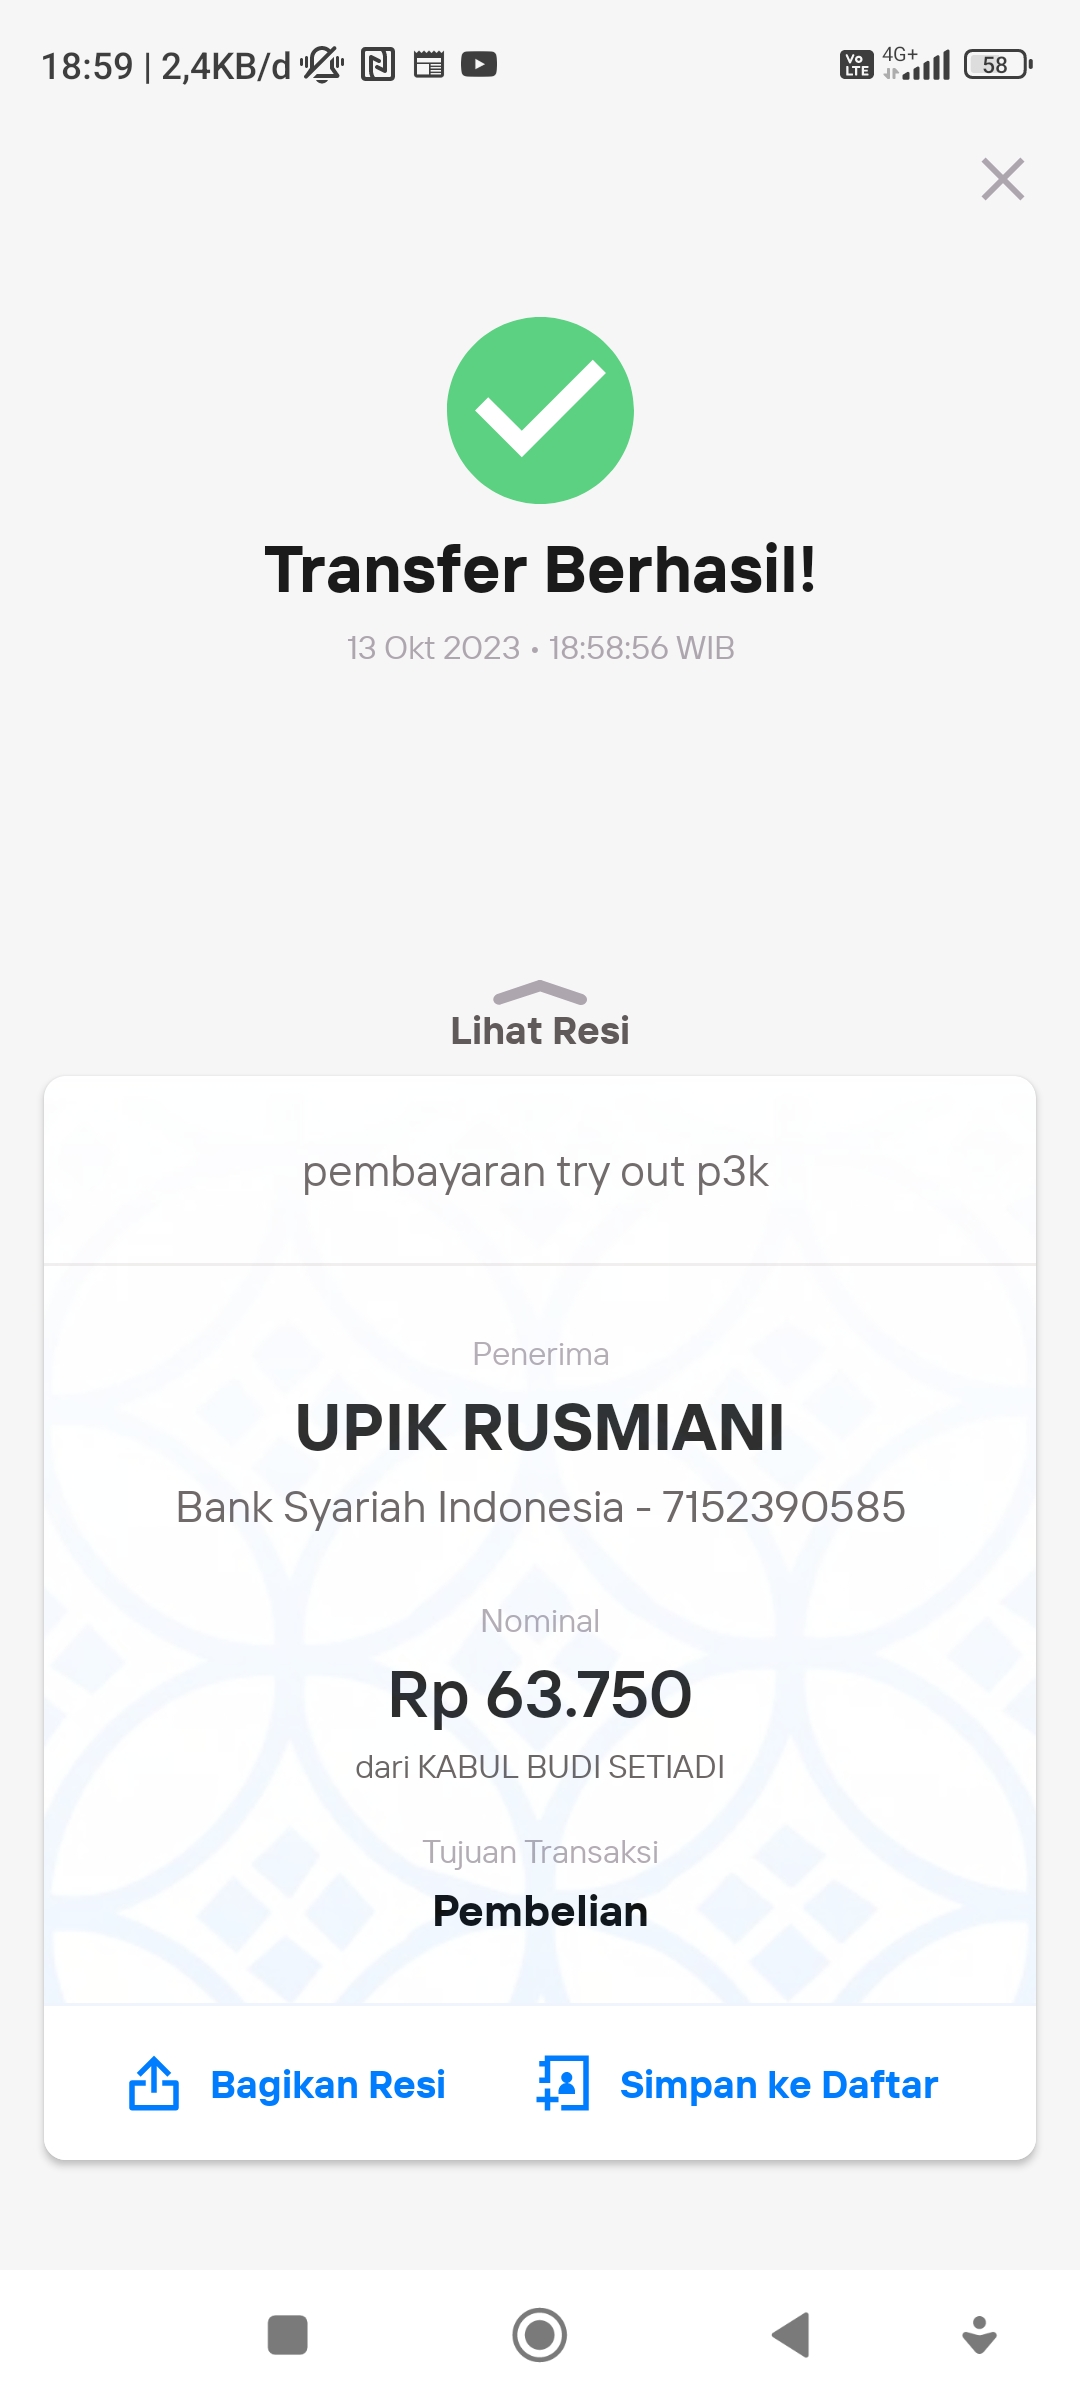 18:59 | 2,4KB/d
Vo LTE 4G+ 58
Transfer Berhasil!
13 Okt 2023 • 18:58:56 WIB
Lihat Resi
pembayaran try out p3k
Penerima
UPIK RUSMIANI
Bank Syariah Indonesia - 7152390585
Nominal
Rp 63.750
dari KABUL BUDI SETIADI
Tujuan Transaksi
Pembelian
Bagikan Resi
Simpan ke Daftar